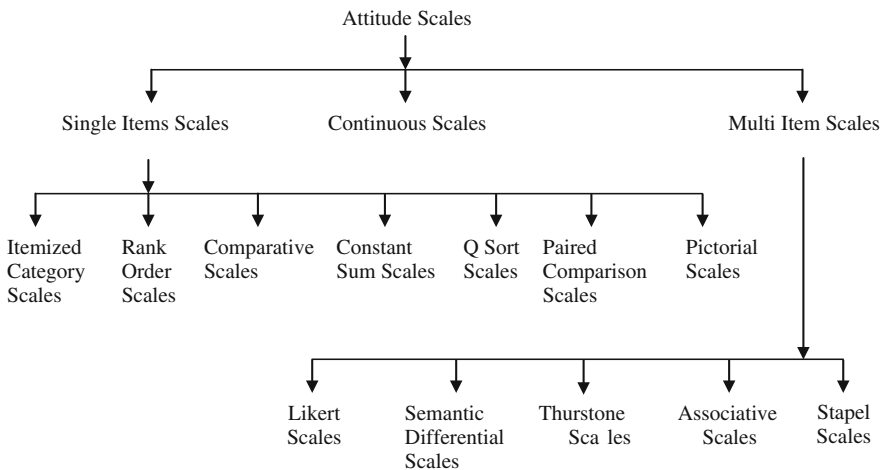 Attitude Scales
Single Items Scales
Continuous Scales
Multi Item Scales
Itemized
Category
Scales
Rank
Order
Scales
Comparative
Scales
Constant
Sum Scales
Q Sort
Scales
Paired
Comparison
Scales
Pictorial
Scales
Likert
Scales
Semantic
Differential
Scales
Thurstone
Sca les
Associative
Scales
Stapel
Scales